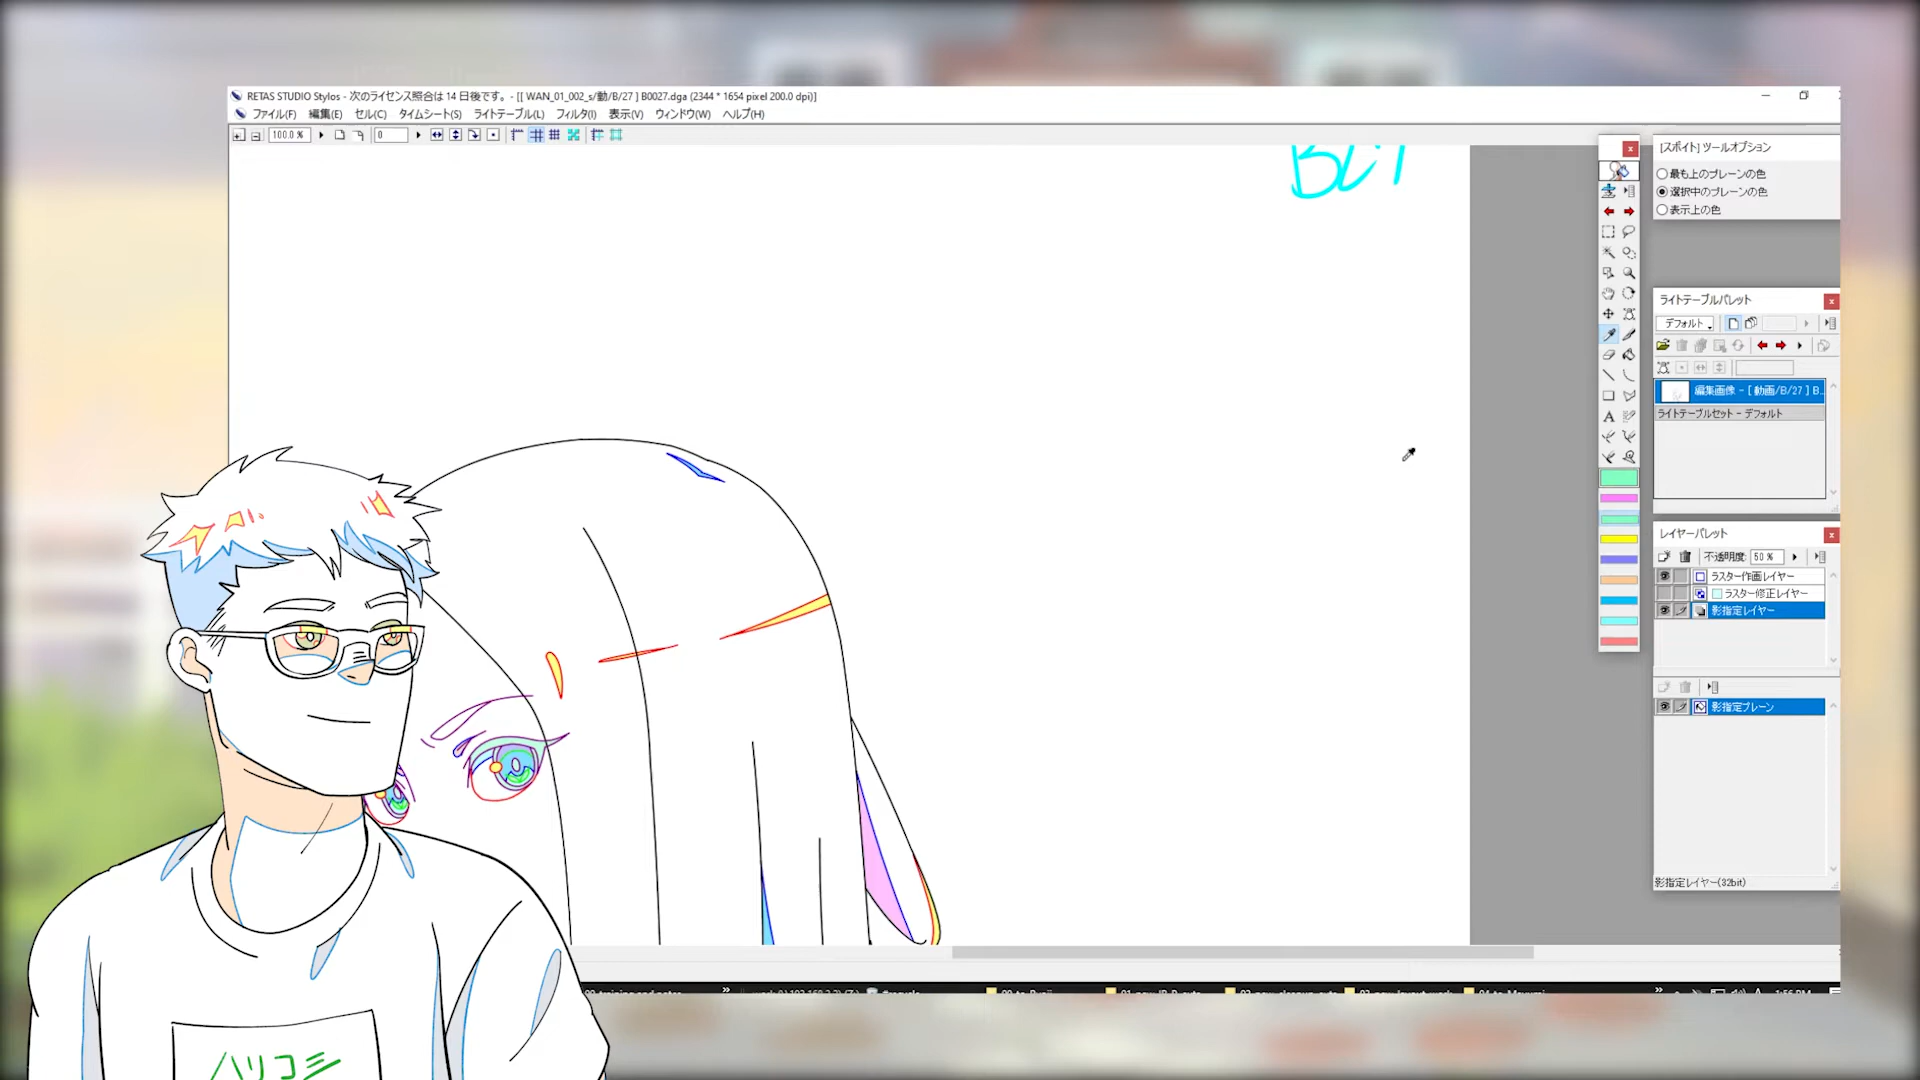 RETAS STUDIO Stylos - 次のライセンス照合は 14 日後です。 - [[ WAN_01_002_s/動/B/27 ] B0027.dga (2344 * 1654 pixel 200.0 dpi)]
ファイル(F) 編集(E) セル(C) タイムシート(S) ライトテーブル(L) フィルタ(I) 表示(V) ウィンドウ(W) ヘルプ(H)
100.0 % 0
[スポイト] ツールオプション
最も上のプレーンの色
選択中のプレーンの色
表示上の色
ライトテーブルパレット
デフォルト
編集画像 - [ 動画/B/27 ] B
ライトテーブルセット - デフォルト
A
レイヤーパレット
不透明度: 50 %
ラスター作画レイヤー
ラスター修正レイヤー
影指定レイヤー
影指定プレーン
影指定レイヤー(32bit)
ハリコミ
1:56 PM